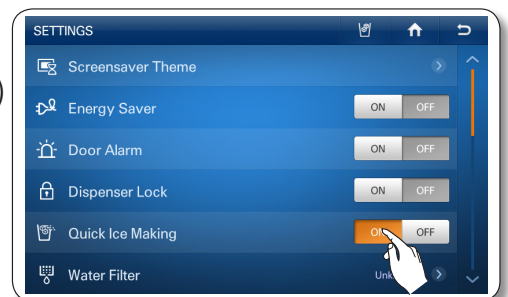 SETTINGS
Screensaver Theme
Energy Saver ON OFF
Door Alarm ON OFF
Dispenser Lock ON OFF
Quick Ice Making OFF
Water Filter